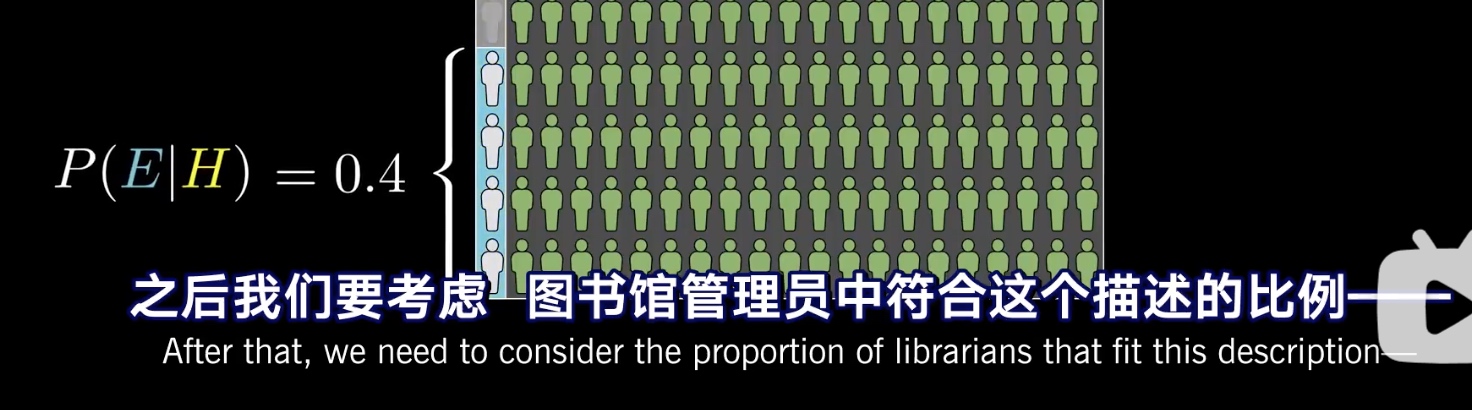 P(E|H) = 0.4
之后我们要考虑 图书馆管理员中符合这个描述的比例——
After that, we need to consider the proportion of librarians that fit this description—